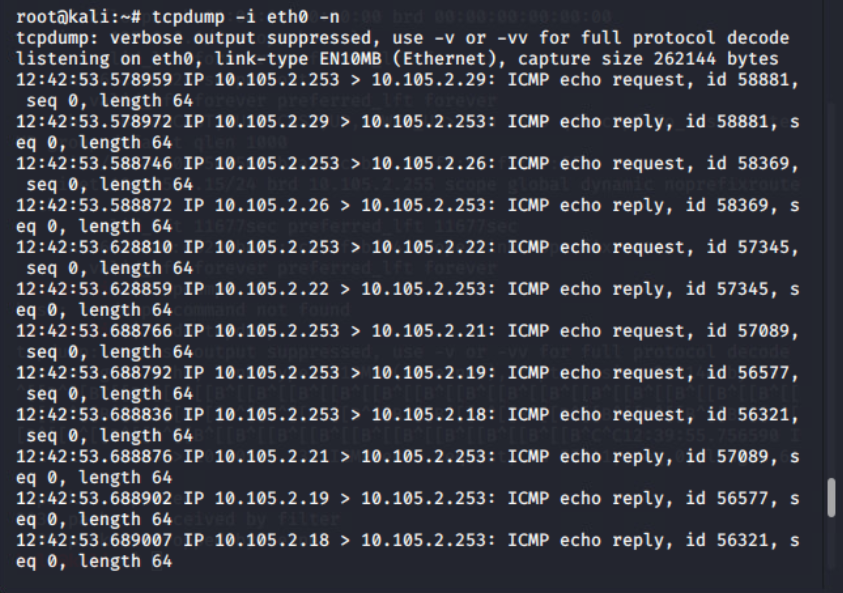 root@kali:~# tcpdump -i eth0 -n
tcpdump: verbose output suppressed, use -v or -vv for full protocol decode
listening on eth0, link-type EN10MB (Ethernet), capture size 262144 bytes
12:42:53.578959 IP 10.105.2.253 > 10.105.2.29: ICMP echo request, id 58881,
 seq 0, length 64
12:42:53.578972 IP 10.105.2.29 > 10.105.2.253: ICMP echo reply, id 58881, s
eq 0, length 64
12:42:53.588746 IP 10.105.2.253 > 10.105.2.26: ICMP echo request, id 58369,
 seq 0, length 64
12:42:53.588872 IP 10.105.2.26 > 10.105.2.253: ICMP echo reply, id 58369, s
eq 0, length 64
12:42:53.628810 IP 10.105.2.253 > 10.105.2.22: ICMP echo request, id 57345,
 seq 0, length 64
12:42:53.628859 IP 10.105.2.22 > 10.105.2.253: ICMP echo reply, id 57345, s
eq 0, length 64
12:42:53.688766 IP 10.105.2.253 > 10.105.2.21: ICMP echo request, id 57089,
 seq 0, length 64
12:42:53.688792 IP 10.105.2.253 > 10.105.2.19: ICMP echo request, id 56577,
 seq 0, length 64
12:42:53.688836 IP 10.105.2.253 > 10.105.2.18: ICMP echo request, id 56321,
 seq 0, length 64
12:42:53.688876 IP 10.105.2.21 > 10.105.2.253: ICMP echo reply, id 57089, s
eq 0, length 64
12:42:53.688902 IP 10.105.2.19 > 10.105.2.253: ICMP echo reply, id 56577, s
eq 0, length 64
12:42:53.689007 IP 10.105.2.18 > 10.105.2.253: ICMP echo reply, id 56321, s
eq 0, length 64